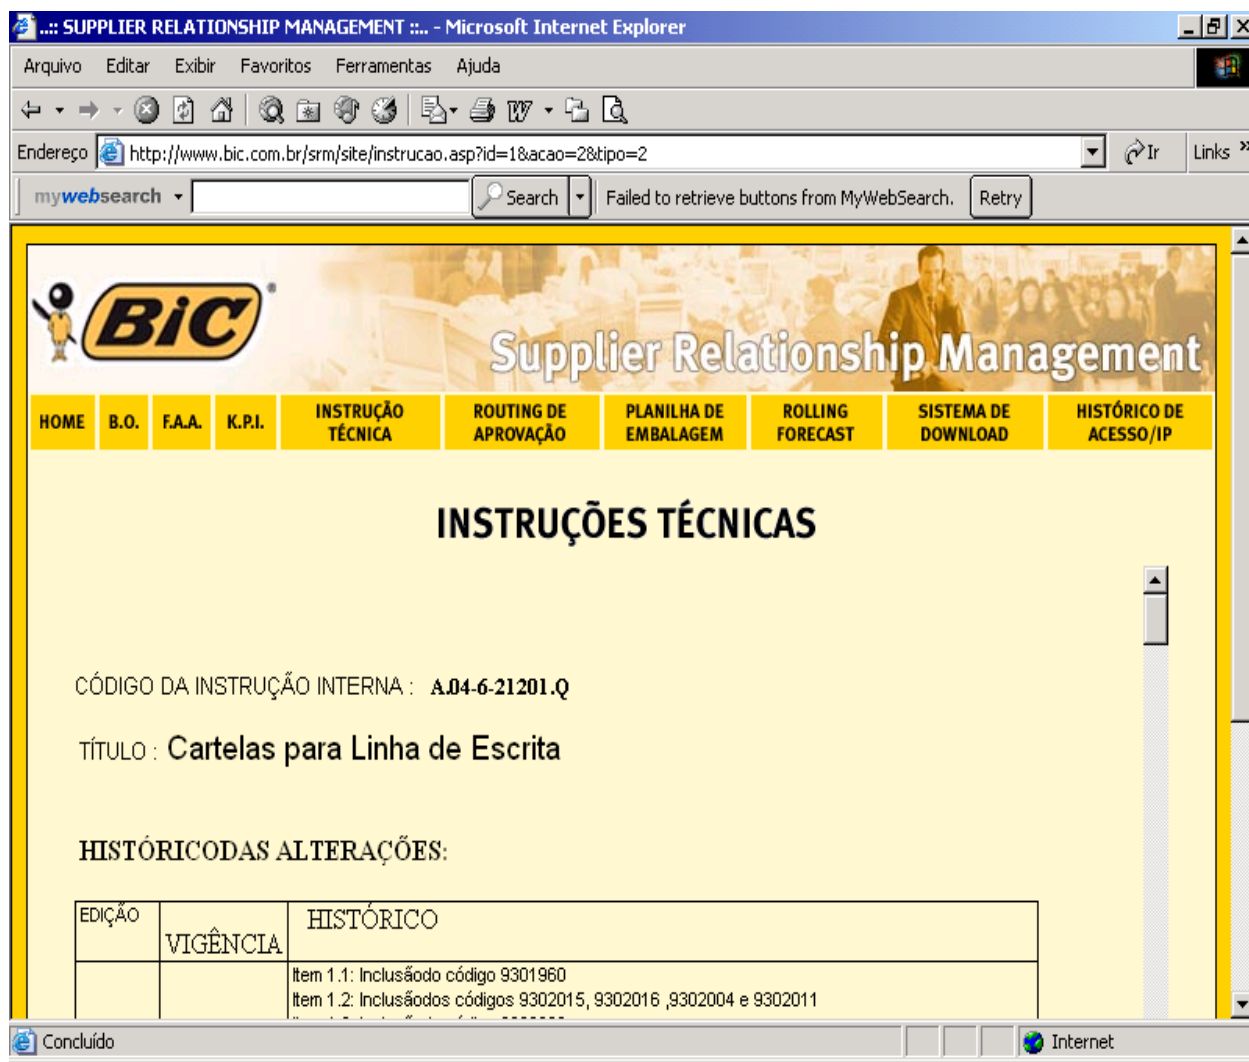 ..:: SUPPLIER RELATIONSHIP MANAGEMENT ::.. - Microsoft Internet Explorer
Arquivo Editar Exibir Favoritos Ferramentas Ajuda
Endereço http://www.bic.com.br/srm/site/instrucao.asp?id=1&acao=2&tipo=2 Ir Links »
mywebsearch Search Failed to retrieve buttons from MyWebSearch. Retry
BiC®
Supplier Relationship Management
HOME B.O. F.A.A. K.P.I. INSTRUÇÃO TÉCNICA ROUTING DE APROVAÇÃO PLANILHA DE EMBALAGEM ROLLING FORECAST SISTEMA DE DOWNLOAD HISTÓRICO DE ACESSO/IP
INSTRUÇÕES TÉCNICAS
CÓDIGO DA INSTRUÇÃO INTERNA : A.04-6-21201.Q
TÍTULO : Cartelas para Linha de Escrita
HISTÓRICODAS ALTERAÇÕES:
EDIÇÃO VIGÊNCIA HISTÓRICO
Item 1.1: Inclusãodo código 9301960
Item 1.2: Inclusãodos códigos 9302015, 9302016 ,9302004 e 9302011
Concluído Internet